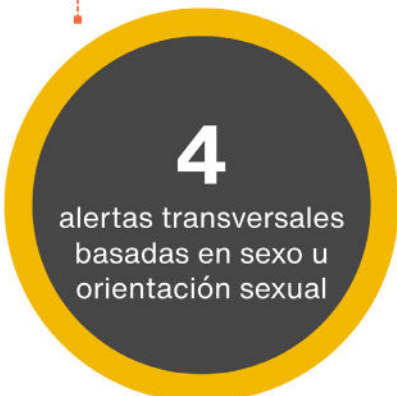 4
alertas transversales
basadas en sexo u
orientación sexual